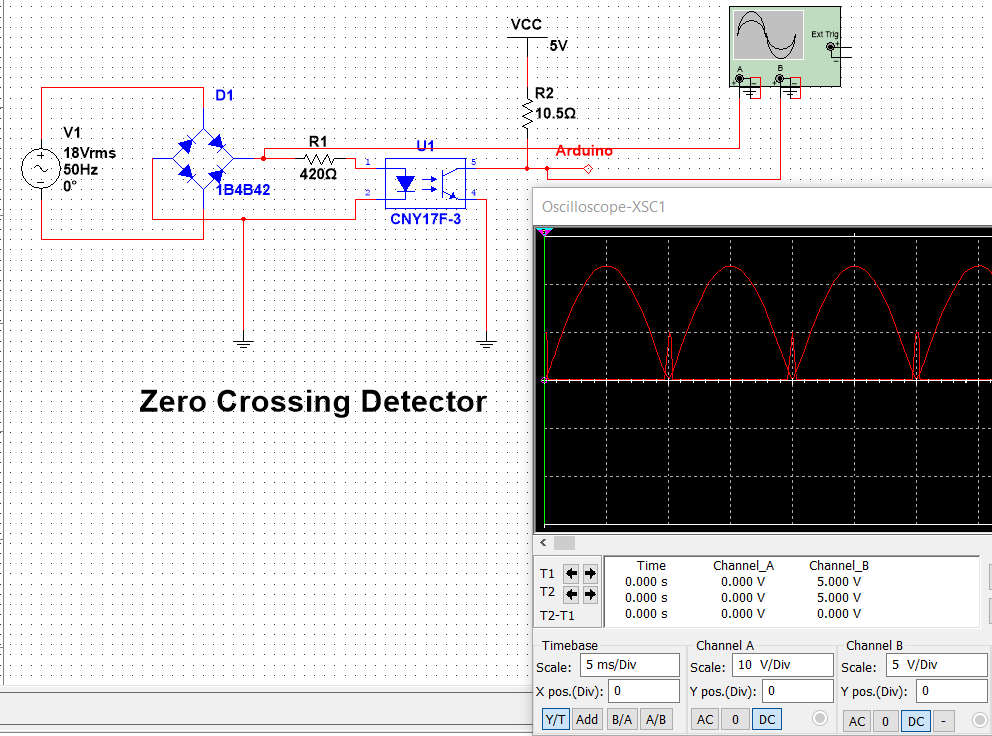 VCC
5V
Ext Trig
+
−
A
B
+ − + −
D1
R2
10.5Ω
V1
18Vrms
50Hz
0°
R1
420Ω
U1
Arduino
1
5
2
4
1B4B42
CNY17F-3
Oscilloscope-XSC1
Zero Crossing Detector
Time Channel_A Channel_B
T1 0.000 s 0.000 V 5.000 V
T2 0.000 s 0.000 V 5.000 V
T2-T1 0.000 s 0.000 V 0.000 V
Timebase Channel A Channel B
Scale: 5 ms/Div Scale: 10 V/Div Scale: 5 V/Div
X pos.(Div): 0 Y pos.(Div): 0 Y pos.(Div): 0
Y/T Add B/A A/B AC 0 DC AC 0 DC -